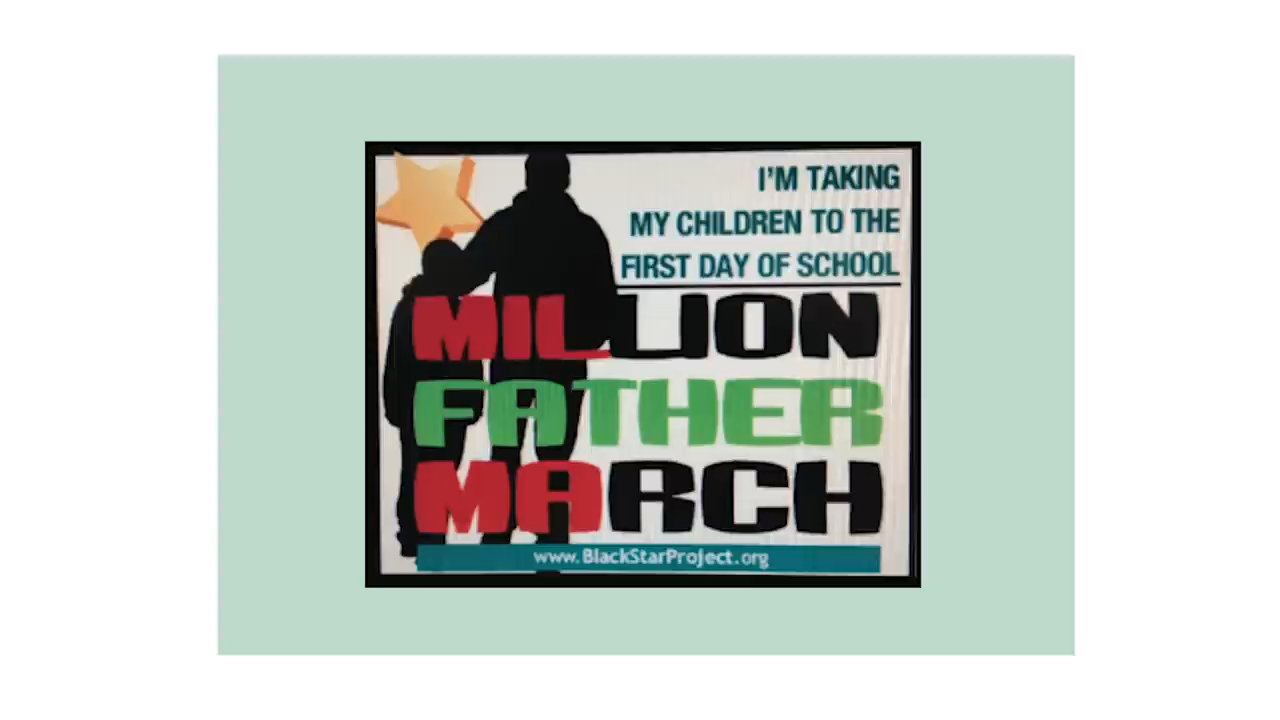 I'M TAKING
MY CHILDREN TO THE
FIRST DAY OF SCHOOL
MILLION
FATHER
MARCH
www.BlackStarProject.org